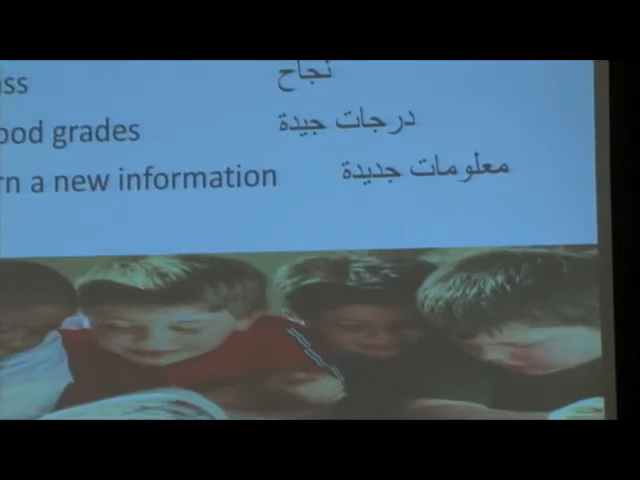 ss نجاح
ood grades درجات جيدة
rn a new information معلومات جديدة